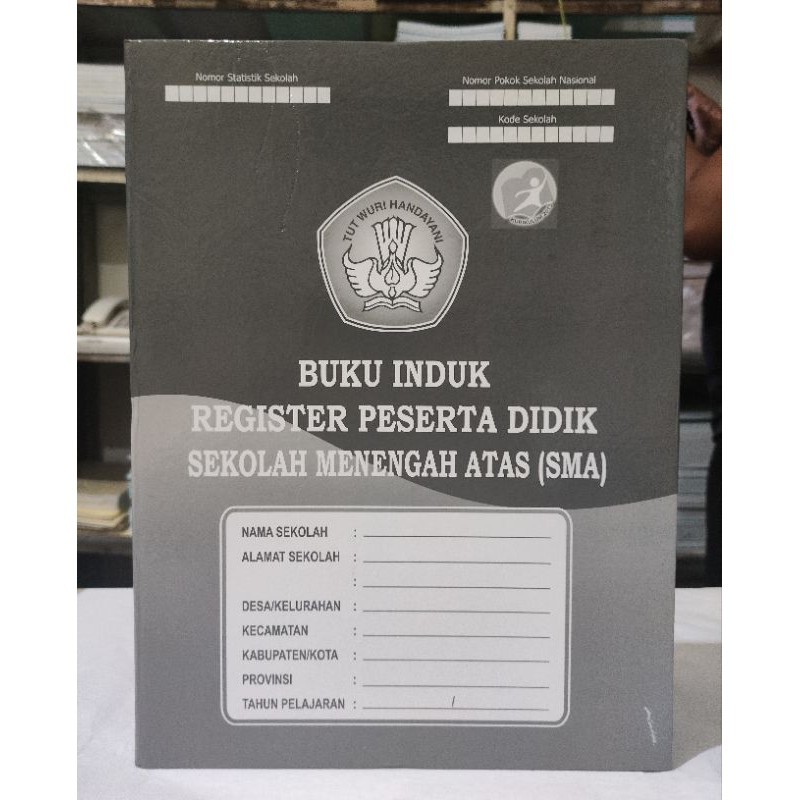 Nomor Statistik Sekolah
Nomor Pokok Sekolah Nasional
Kode Sekolah
TUT WURI HANDAYANI
BUKU INDUK
REGISTER PESERTA DIDIK
SEKOLAH MENENGAH ATAS (SMA)
NAMA SEKOLAH :
ALAMAT SEKOLAH :
:
DESA/KELURAHAN :
KECAMATAN :
KABUPATEN/KOTA :
PROVINSI :
TAHUN PELAJARAN : /